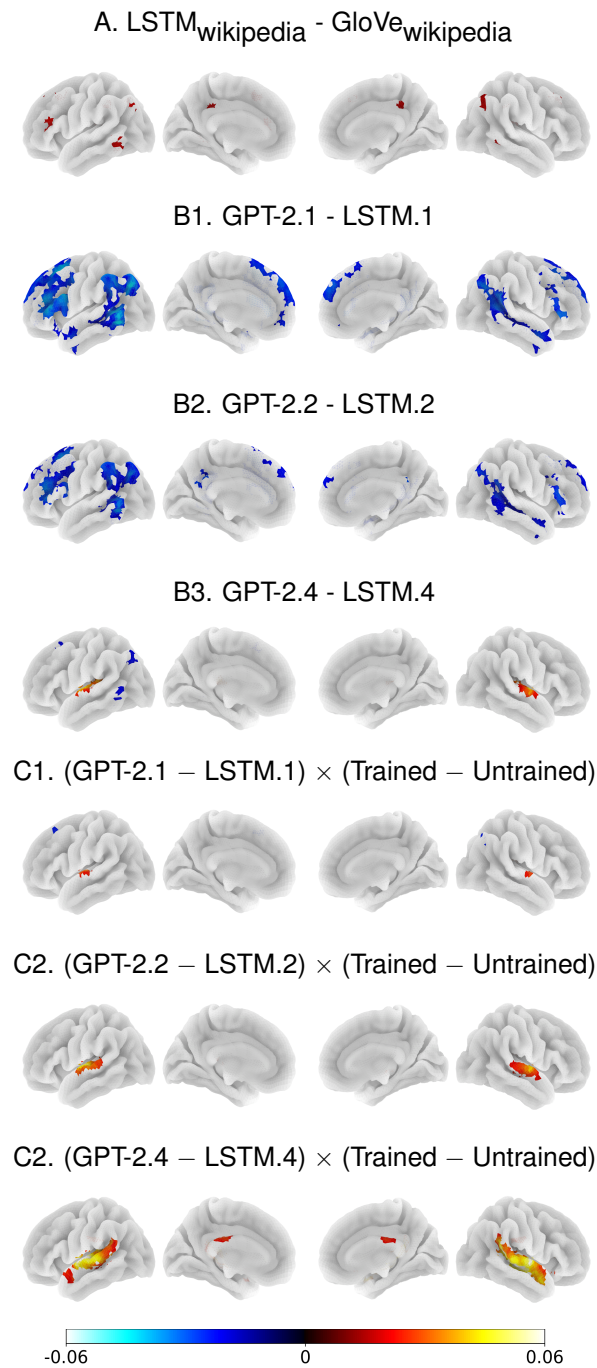 A. LSTMwikipedia - GloVewikipedia
B1. GPT-2.1 - LSTM.1
B2. GPT-2.2 - LSTM.2
B3. GPT-2.4 - LSTM.4
C1. (GPT-2.1 − LSTM.1) × (Trained − Untrained)
C2. (GPT-2.2 − LSTM.2) × (Trained − Untrained)
C2. (GPT-2.4 − LSTM.4) × (Trained − Untrained)
-0.06 0 0.06